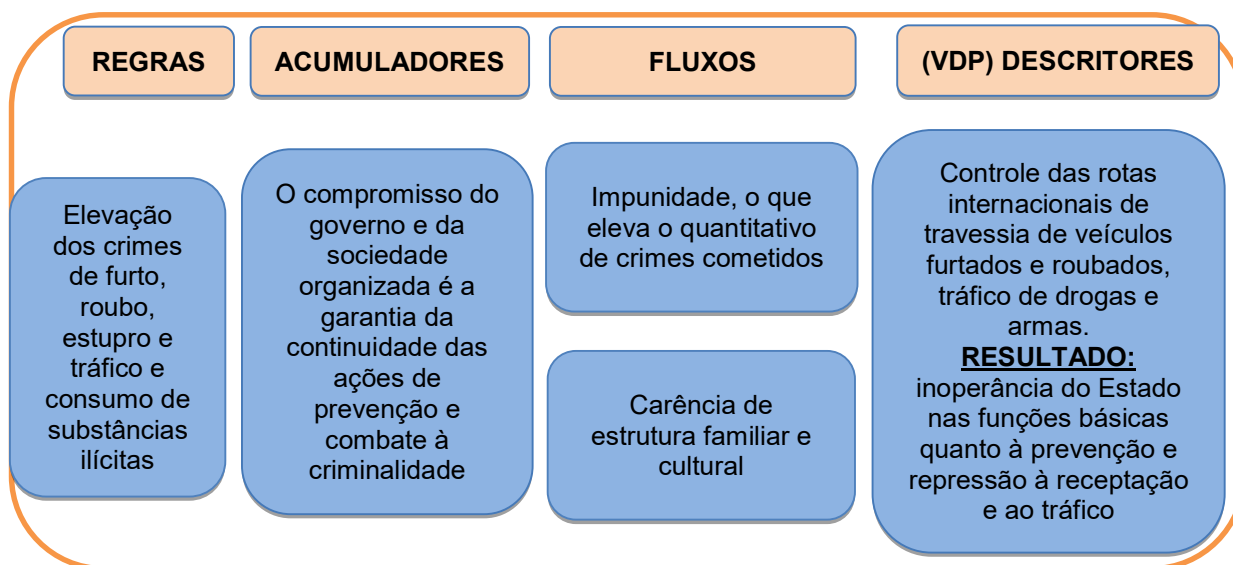 REGRAS
ACUMULADORES
FLUXOS
(VDP) DESCRITORES
Elevação
dos crimes
de furto,
roubo,
estupro e
tráfico e
consumo de
substâncias
ilícitas
O compromisso do
governo e da
sociedade
organizada é a
garantia da
continuidade das
ações de
prevenção e
combate à
criminalidade
Impunidade, o que
eleva o quantitativo
de crimes cometidos
Carência de
estrutura familiar e
cultural
Controle das rotas
internacionais de
travessia de veículos
furtados e roubados,
tráfico de drogas e
armas.
RESULTADO:
inoperância do Estado
nas funções básicas
quanto à prevenção e
repressão à receptação
e ao tráfico